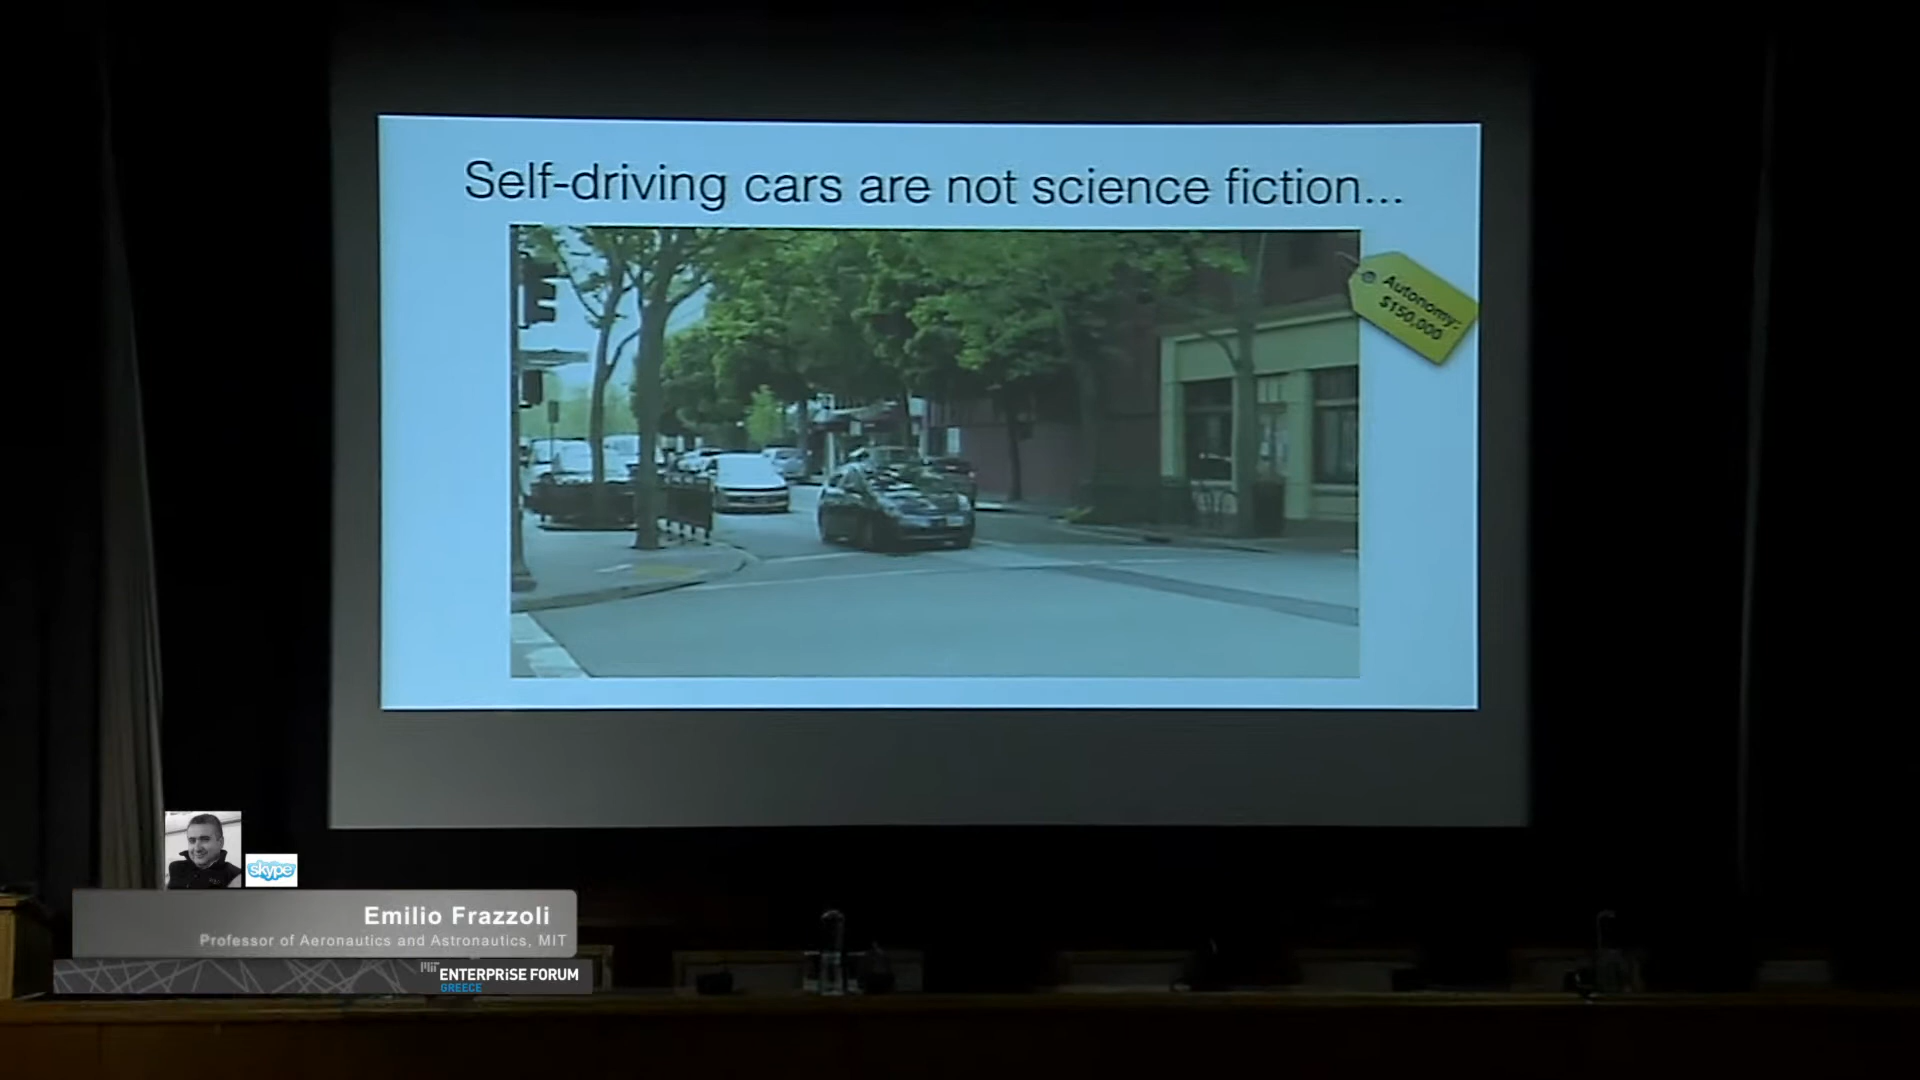 Self-driving cars are not science fiction...
Autonomy:
$150,000
skype
Emilio Frazzoli
Professor of Aeronautics and Astronautics, MIT
MIT ENTERPRiSE FORUM
GREECE